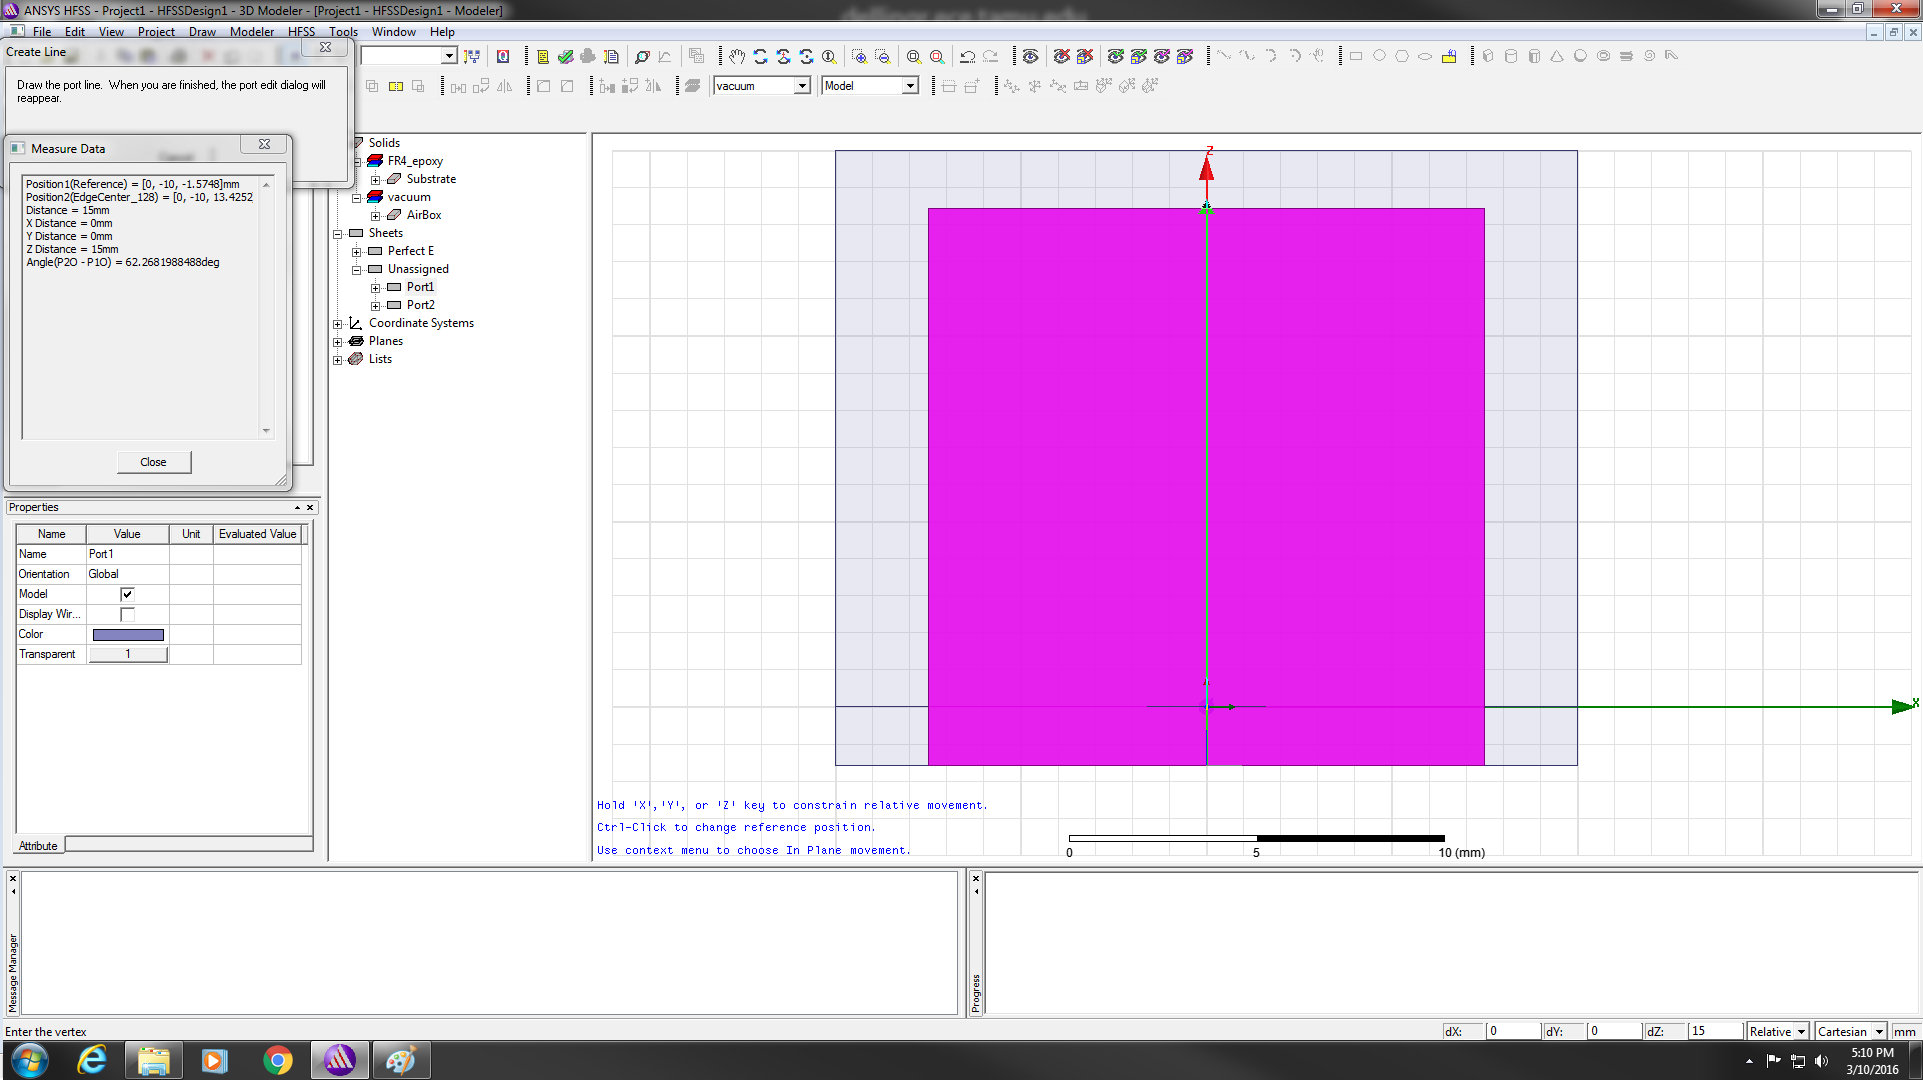 ANSYS HFSS - Project1 - HFSSDesign1 - 3D Modeler - [Project1 - HFSSDesign1 - Modeler]
dellingr.ece.tamu.edu
File Edit View Project Draw Modeler HFSS Tools Window Help
Create Line
Draw the port line. When you are finished, the port edit dialog will
reappear.
vacuum Model
Measure Data
Position1(Reference) = [0, -10, -1.5748]mm
Position2(EdgeCenter_128) = [0, -10, 13.4252
Distance = 15mm
X Distance = 0mm
Y Distance = 0mm
Z Distance = 15mm
Angle(P2O - P1O) = 62.2681988488deg
Close
Solids
FR4_epoxy
Substrate
vacuum
AirBox
Sheets
Perfect E
Unassigned
Port1
Port2
Coordinate Systems
Planes
Lists
Z
X
Properties
Name Value Unit Evaluated Value
Name Port1
Orientation Global
Model
Display Wir...
Color
Transparent 1
Attribute
Hold 'X','Y', or 'Z' key to constrain relative movement.
Ctrl-Click to change reference position.
Use context menu to choose In Plane movement.
0 5 10 (mm)
Message Manager
Progress
Enter the vertex
dX: 0 dY: 0 dZ: 15 Relative Cartesian mm
5:10 PM
3/10/2016